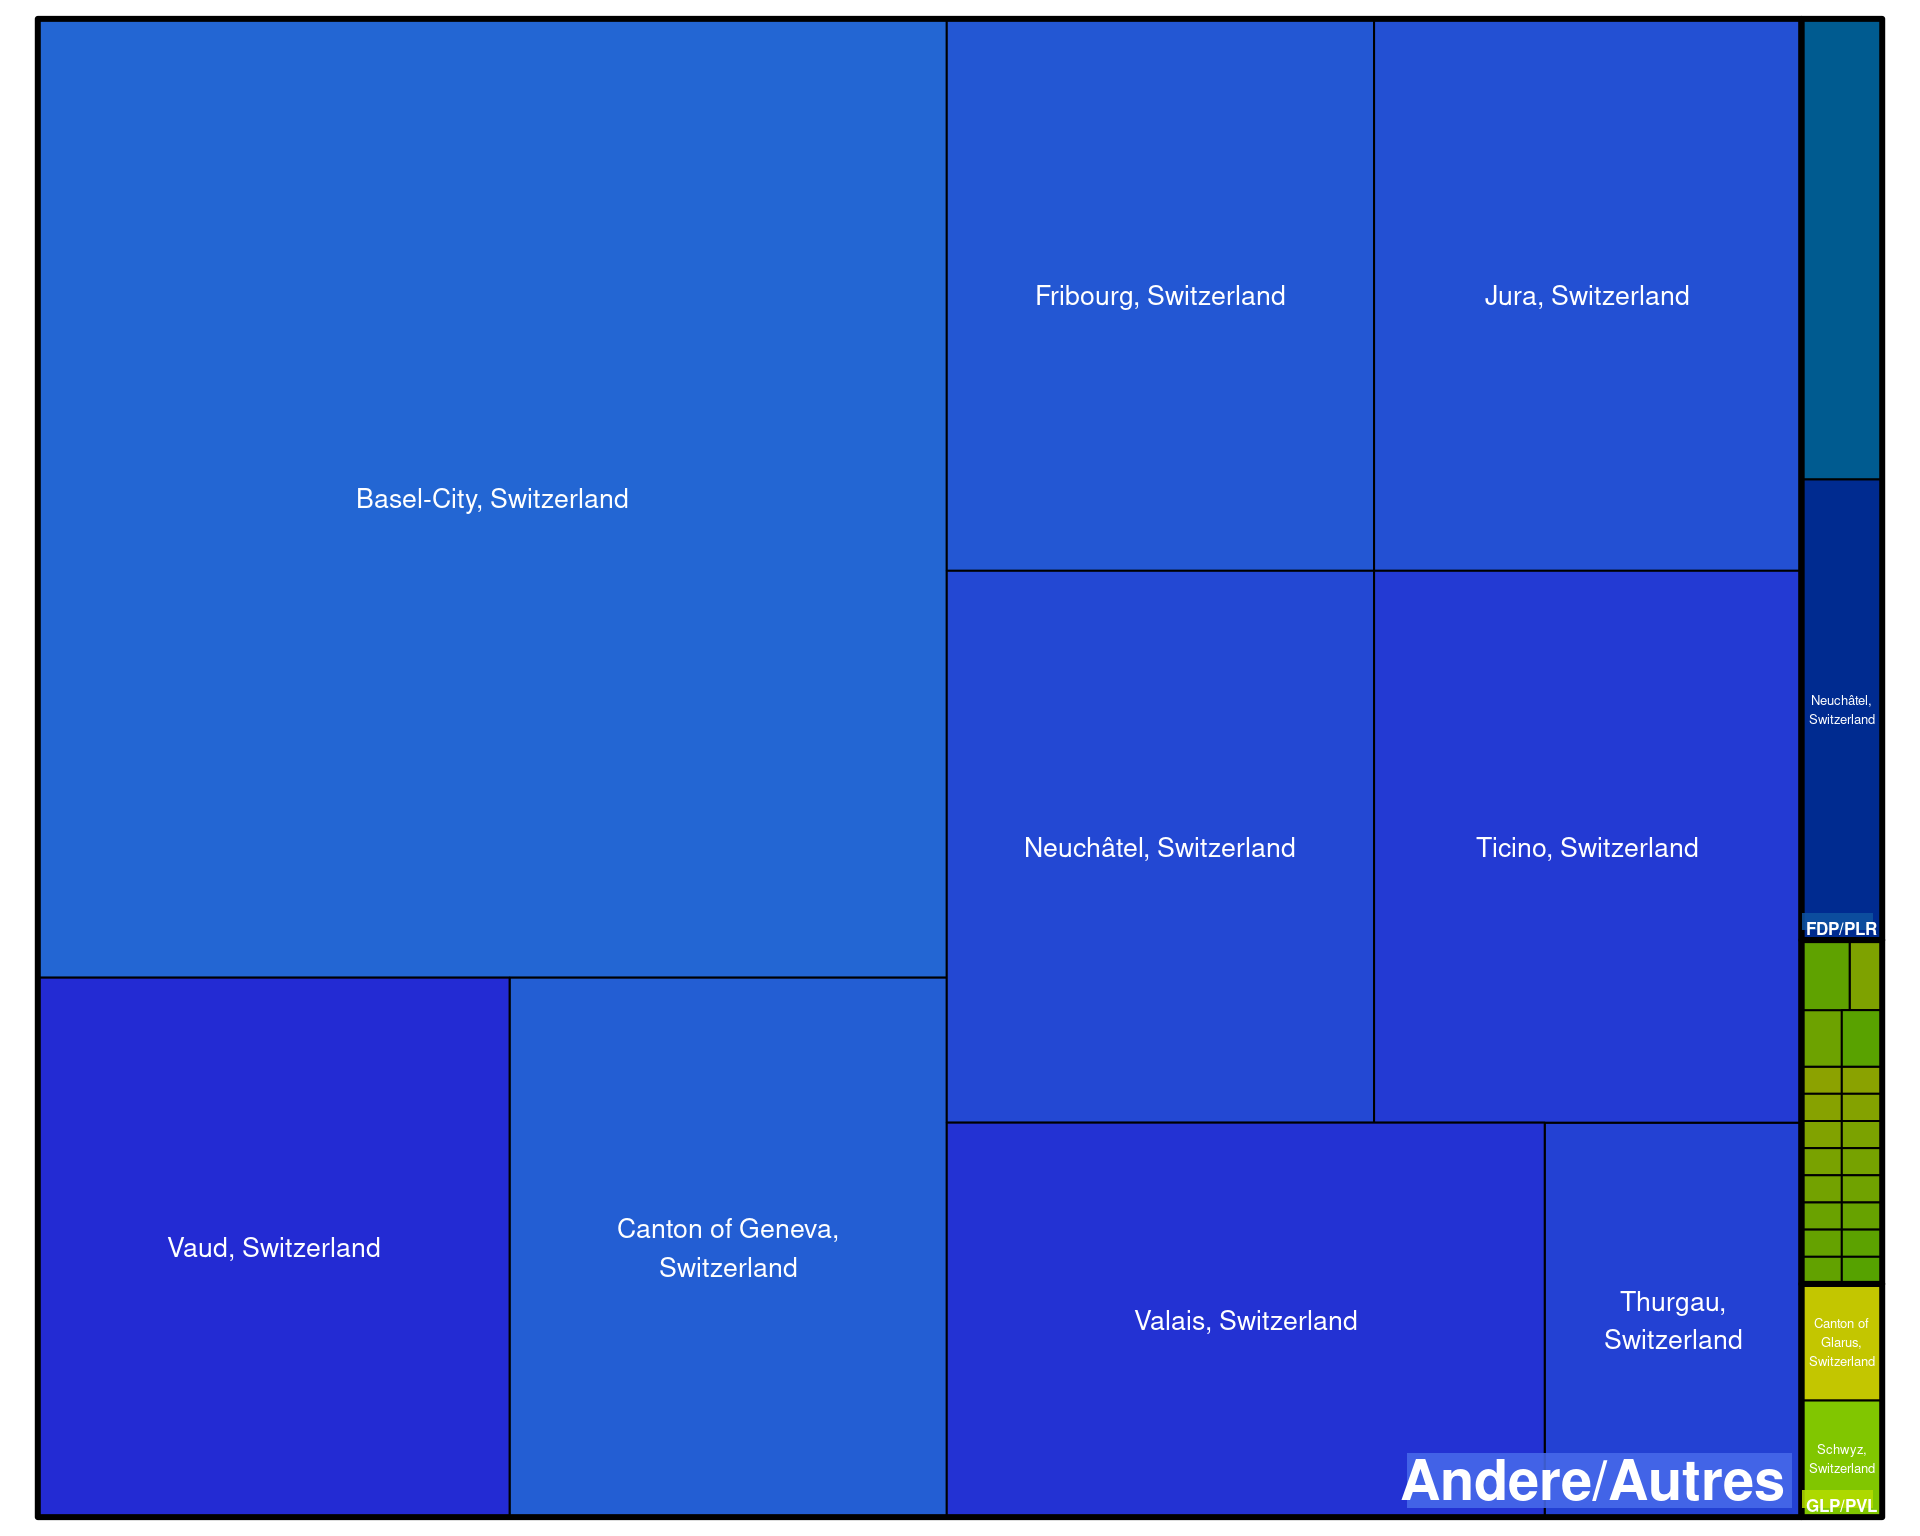 Basel-City, Switzerland
Fribourg, Switzerland
Jura, Switzerland
Neuchâtel, Switzerland
Ticino, Switzerland
Vaud, Switzerland
Canton of Geneva,
Switzerland
Valais, Switzerland
Thurgau,
Switzerland
Andere/Autres
Neuchâtel,
Switzerland
FDP/PLR
Canton of
Glarus,
Switzerland
Schwyz,
Switzerland
GLP/PVL